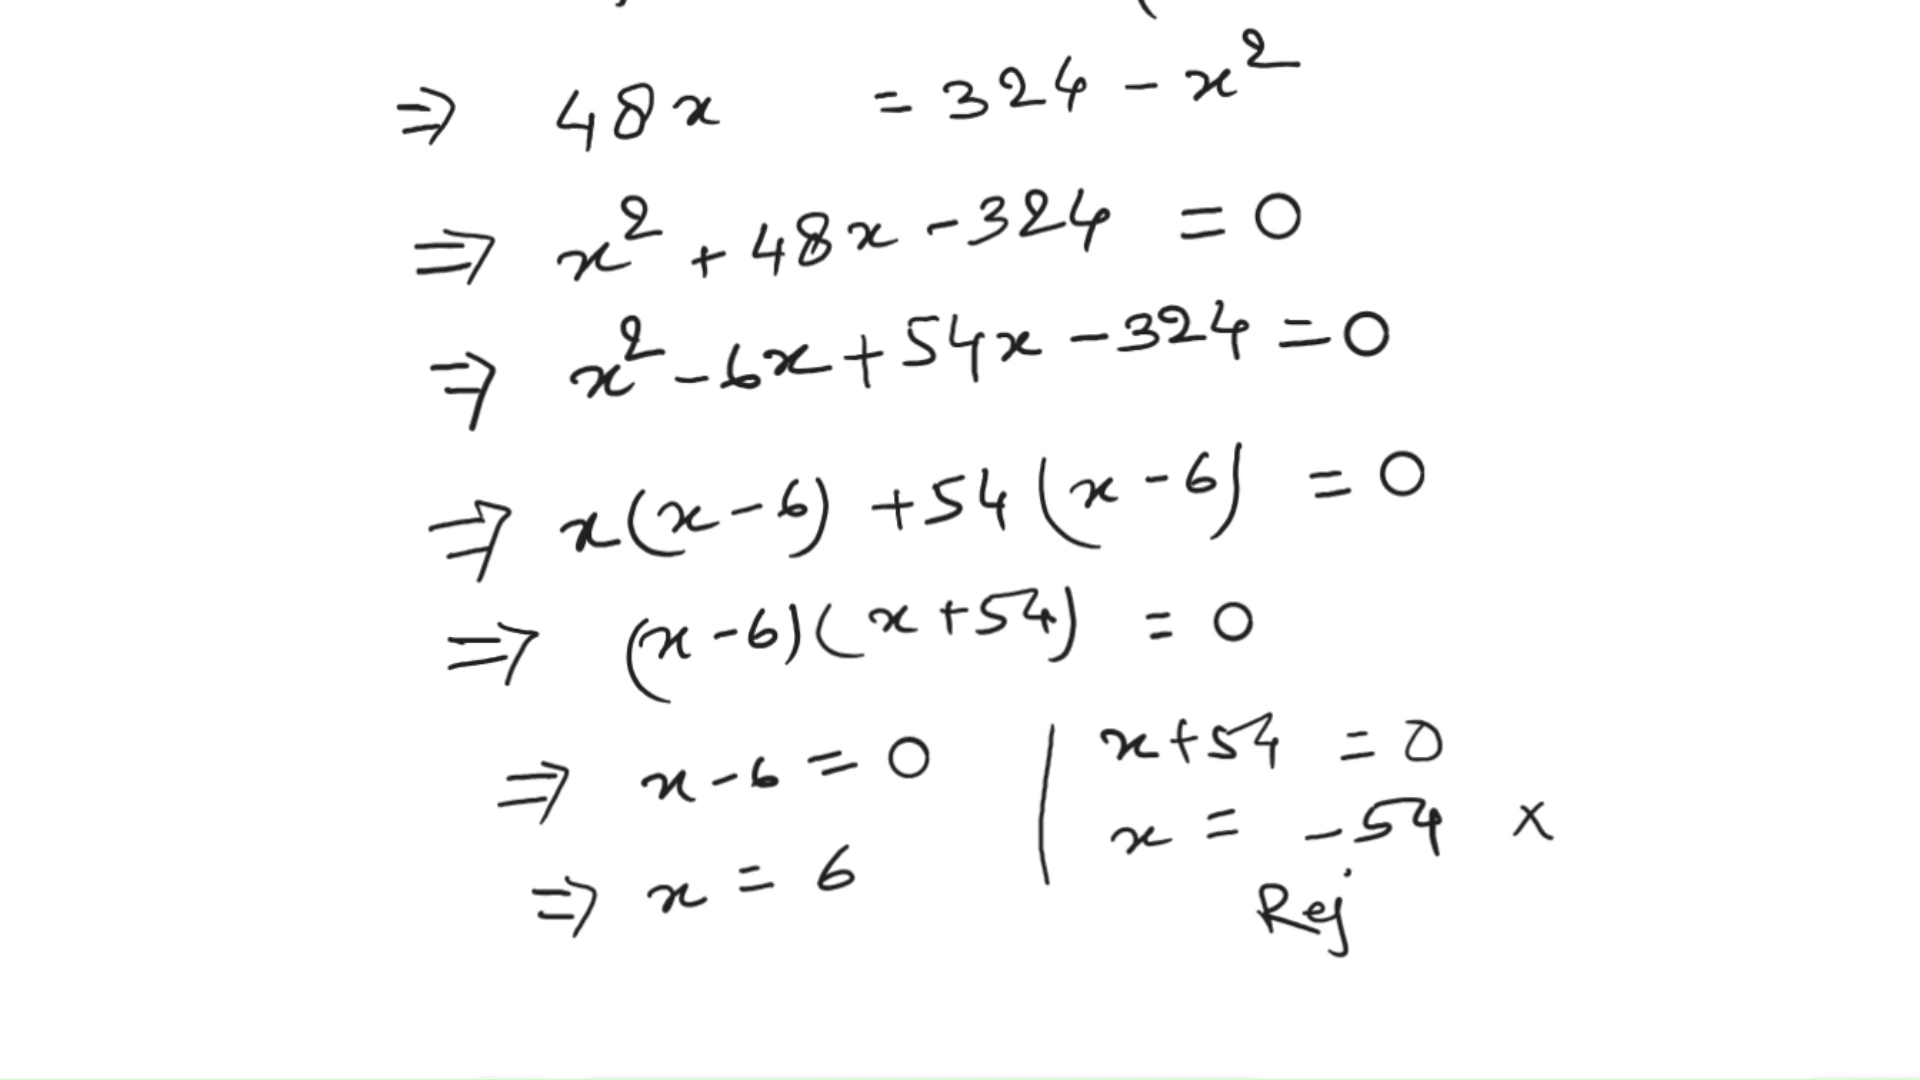 ⇒ 48x = 324 - x²
⇒ x² + 48x - 324 = 0
⇒ x² - 6x + 54x - 324 = 0
⇒ x(x - 6) + 54(x - 6) = 0
⇒ (x - 6)(x + 54) = 0
⇒ x - 6 = 0 | x + 54 = 0
⇒ x = 6 | x = -54 ×
Rej